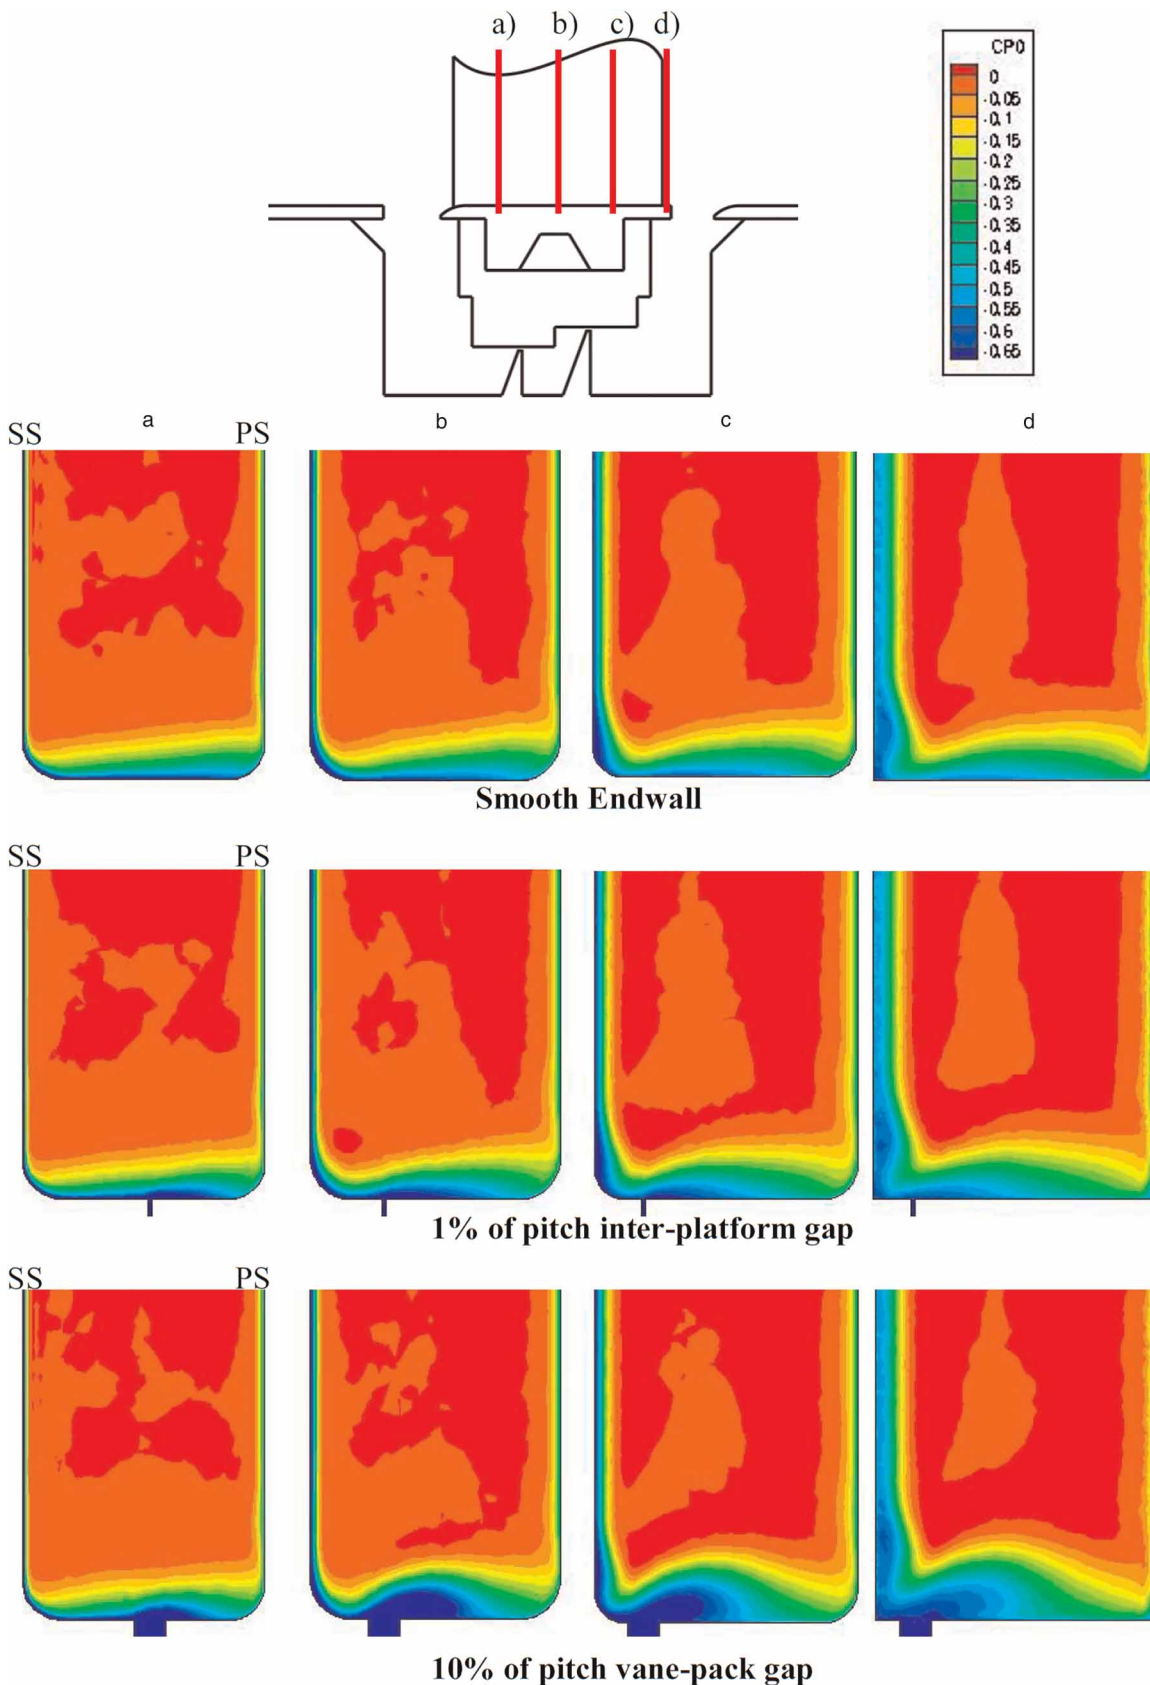 a) b) c) d)
CP0
0
-0.05
-0.1
-0.15
-0.2
-0.25
-0.3
-0.35
-0.4
-0.45
-0.5
-0.55
-0.6
-0.65
a b c d
SS PS
Smooth Endwall
SS PS
1% of pitch inter-platform gap
SS PS
10% of pitch vane-pack gap